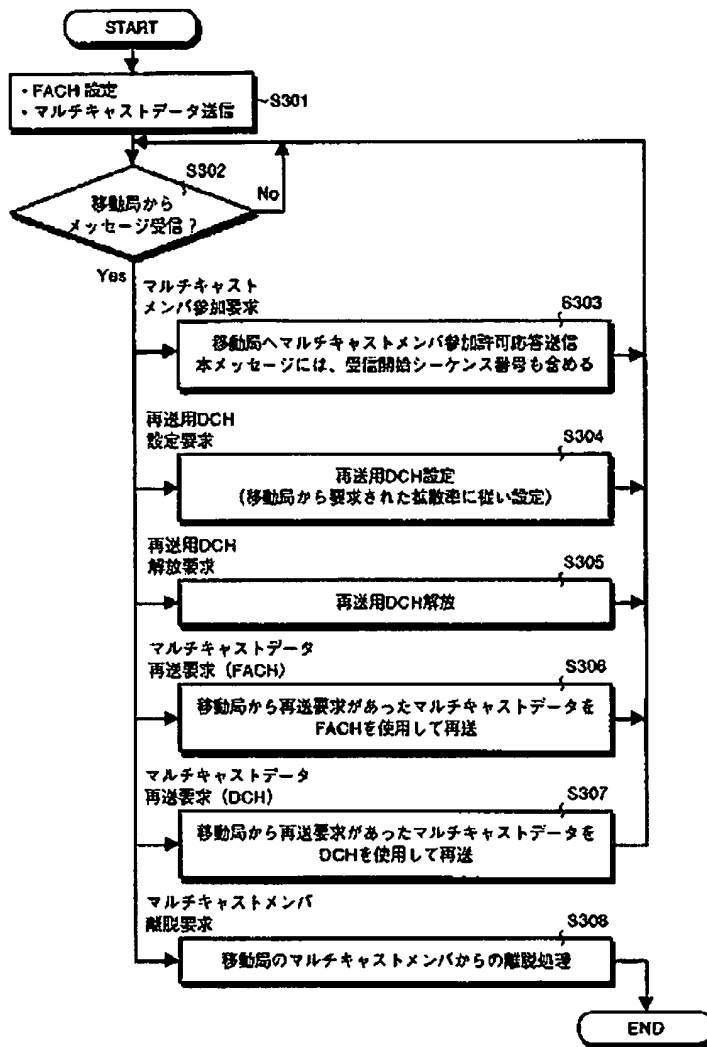 START
・FACH 設定
・マルチキャストデータ送信
S301
S302
No
移動局から
メッセージ受信？
Yes
マルチキャスト
メンバ参加要求
S303
移動局へマルチキャストメンバ参加許可応答送信
本メッセージには、受信開始シーケンス番号も含める
再送用DCH
設定要求
S304
再送用DCH設定
（移動局から要求された拡散率に従い設定）
再送用DCH
解放要求
S305
再送用DCH解放
マルチキャストデータ
再送要求（FACH）
S306
移動局から再送要求があったマルチキャストデータを
FACHを使用して再送
マルチキャストデータ
再送要求（DCH）
S307
移動局から再送要求があったマルチキャストデータを
DCHを使用して再送
マルチキャストメンバ
離脱要求
S308
移動局のマルチキャストメンバからの離脱処理
END